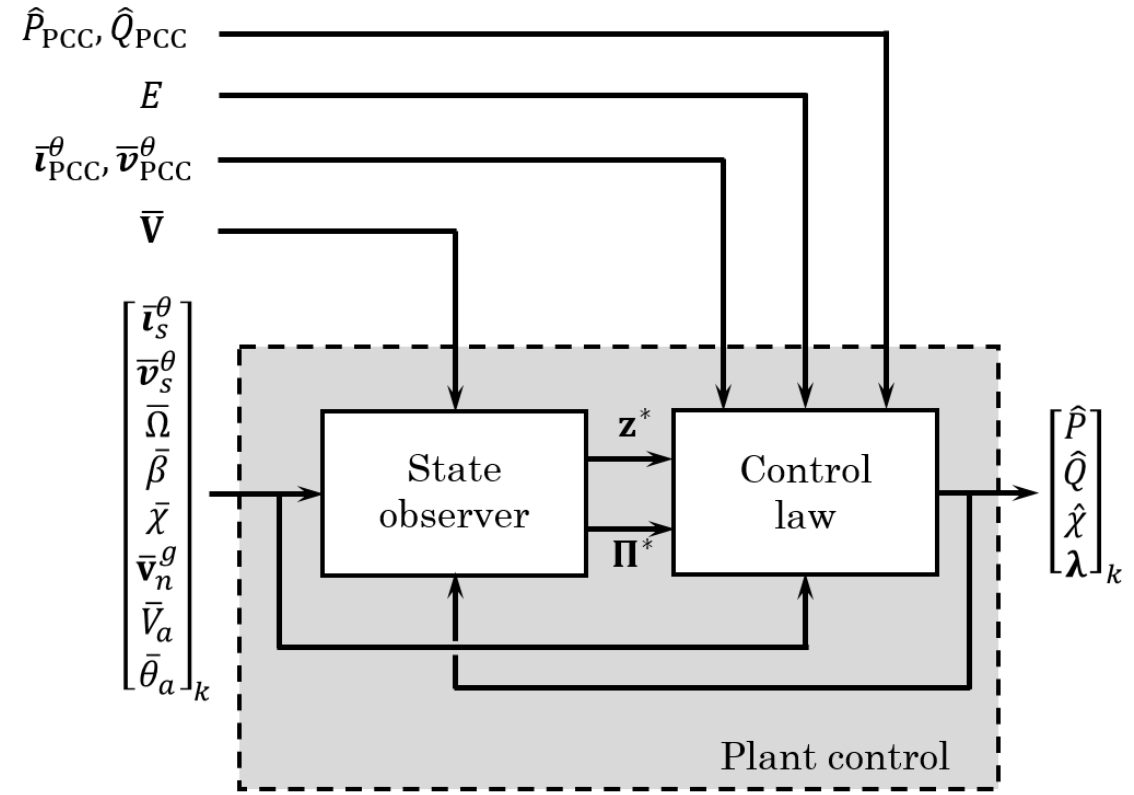 P̂_PCC, Q̂_PCC
E
ī^θ_PCC, v̄^θ_PCC
V̄
ī^θ_s
v̄^θ_s
Ω̄
β̄
χ̄
v̄^g_n
V̄_a
θ̄_a
k
State
observer
z*
Π*
Control
law
P̂
Q̂
χ̂
λ
k
Plant control